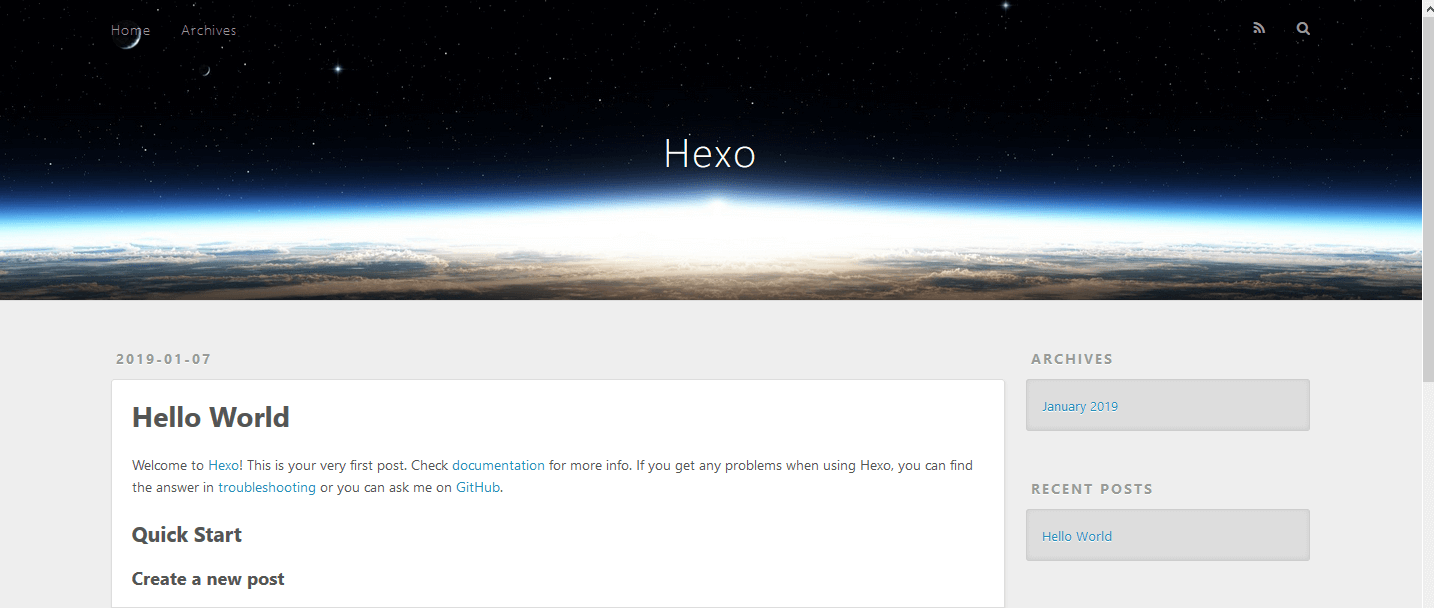 Home Archives
Hexo
2019-01-07
Hello World
Welcome to Hexo! This is your very first post. Check documentation for more info. If you get any problems when using Hexo, you can find
the answer in troubleshooting or you can ask me on GitHub.
Quick Start
Create a new post
ARCHIVES
January 2019
RECENT POSTS
Hello World